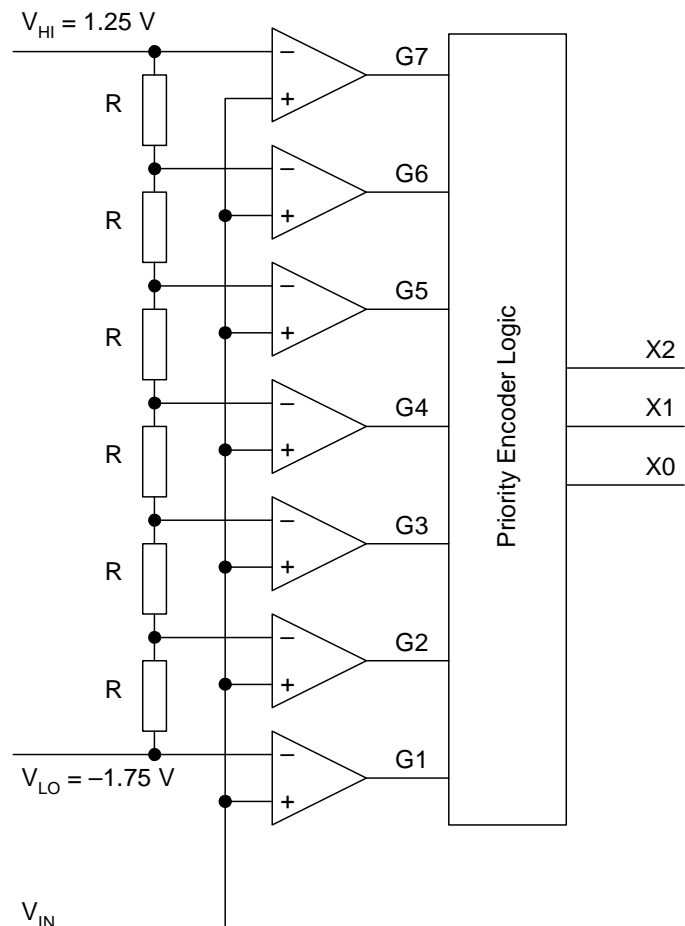 V_HI = 1.25 V
G7
R
G6
R
G5
R
G4
R
G3
R
G2
R
G1
V_LO = –1.75 V
V_IN
Priority Encoder Logic
X2
X1
X0
– +
– +
– +
– +
– +
– +
– +